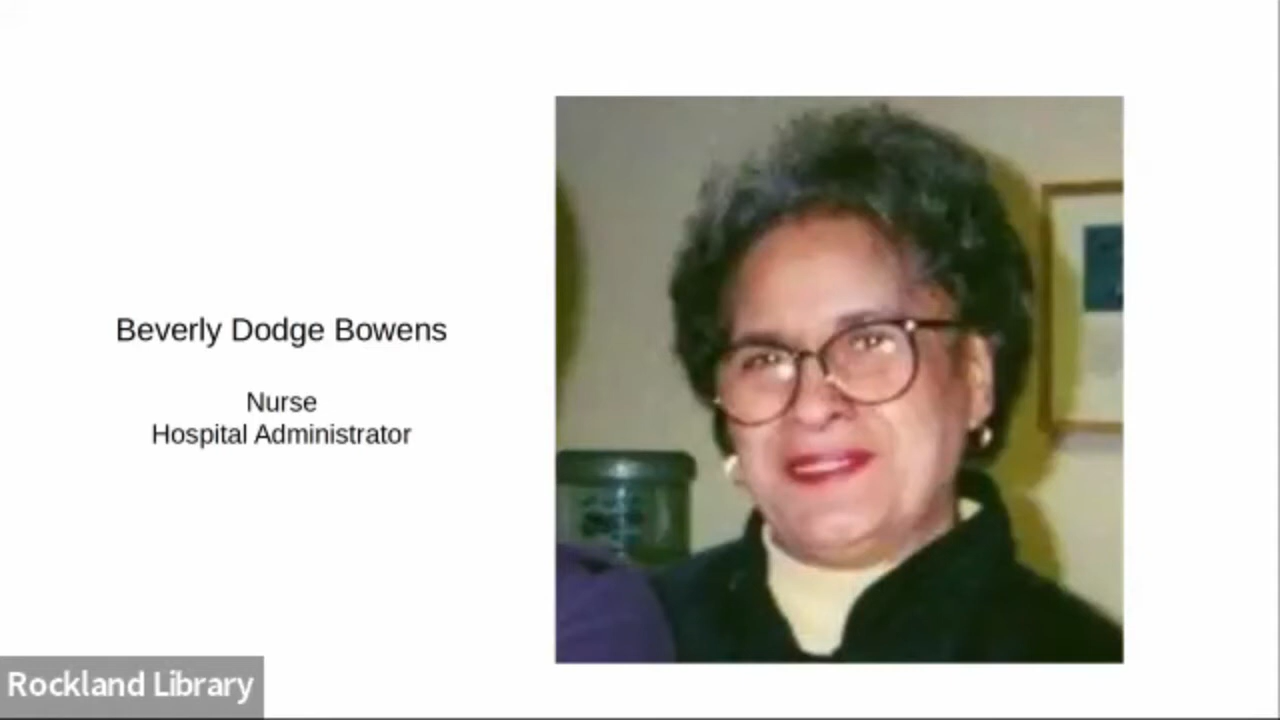 Beverly Dodge Bowens
Nurse
Hospital Administrator
Rockland Library